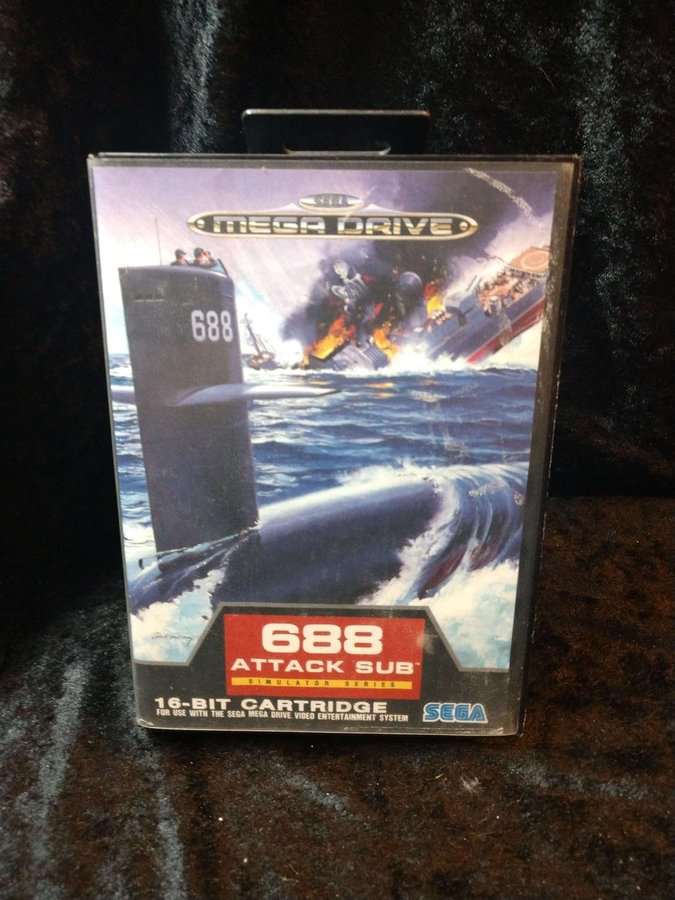 SEGA
MEGA DRIVE
688
688
ATTACK SUB™
SIMULATOR SERIES
16-BIT CARTRIDGE
FOR USE WITH THE SEGA MEGA DRIVE VIDEO ENTERTAINMENT SYSTEM
SEGA